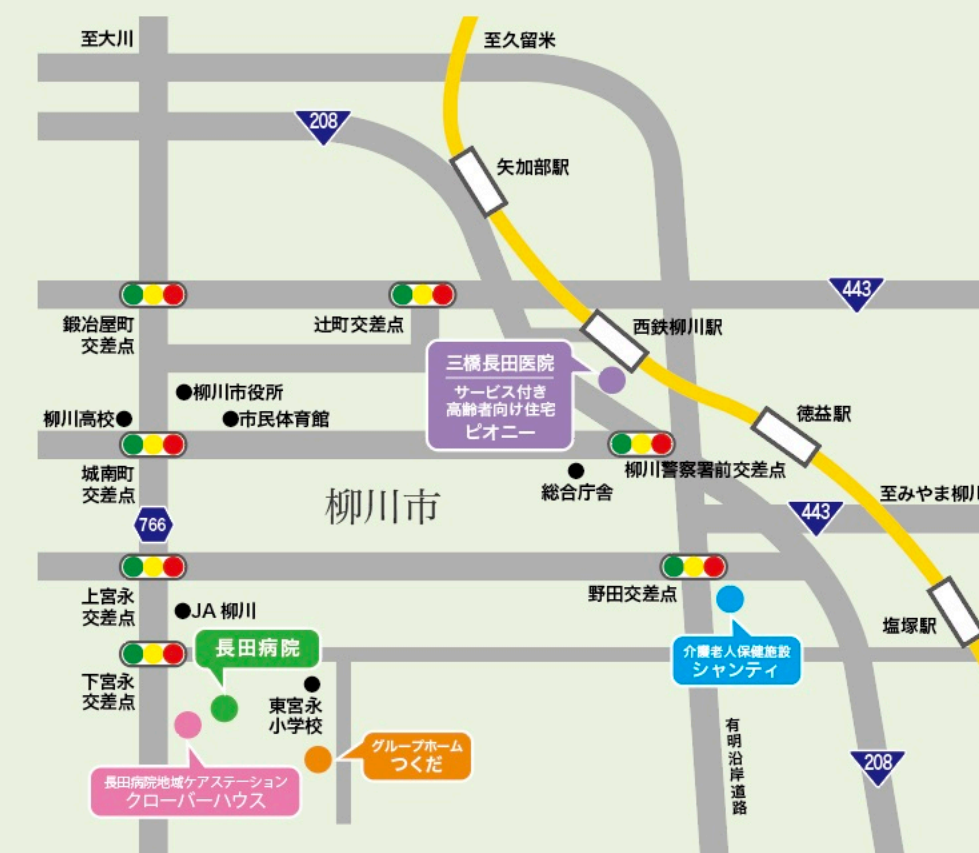 至大川
至久留米
208
矢加部駅
443
鍛冶屋町
交差点
辻町交差点
西鉄柳川駅
三橋長田医院
サービス付き
高齢者向け住宅
ピオニー
柳川市役所
柳川高校
市民体育館
徳益駅
城南町
交差点
柳川警察署前交差点
総合庁舎
柳川市
至みやま柳川
443
766
上宮永
交差点
野田交差点
JA 柳川
塩塚駅
長田病院
介護老人保健施設
シャンティ
下宮永
交差点
東宮永
小学校
グループホーム
つくだ
有明沿岸道路
208
長田病院地域ケアステーション
クローバーハウス